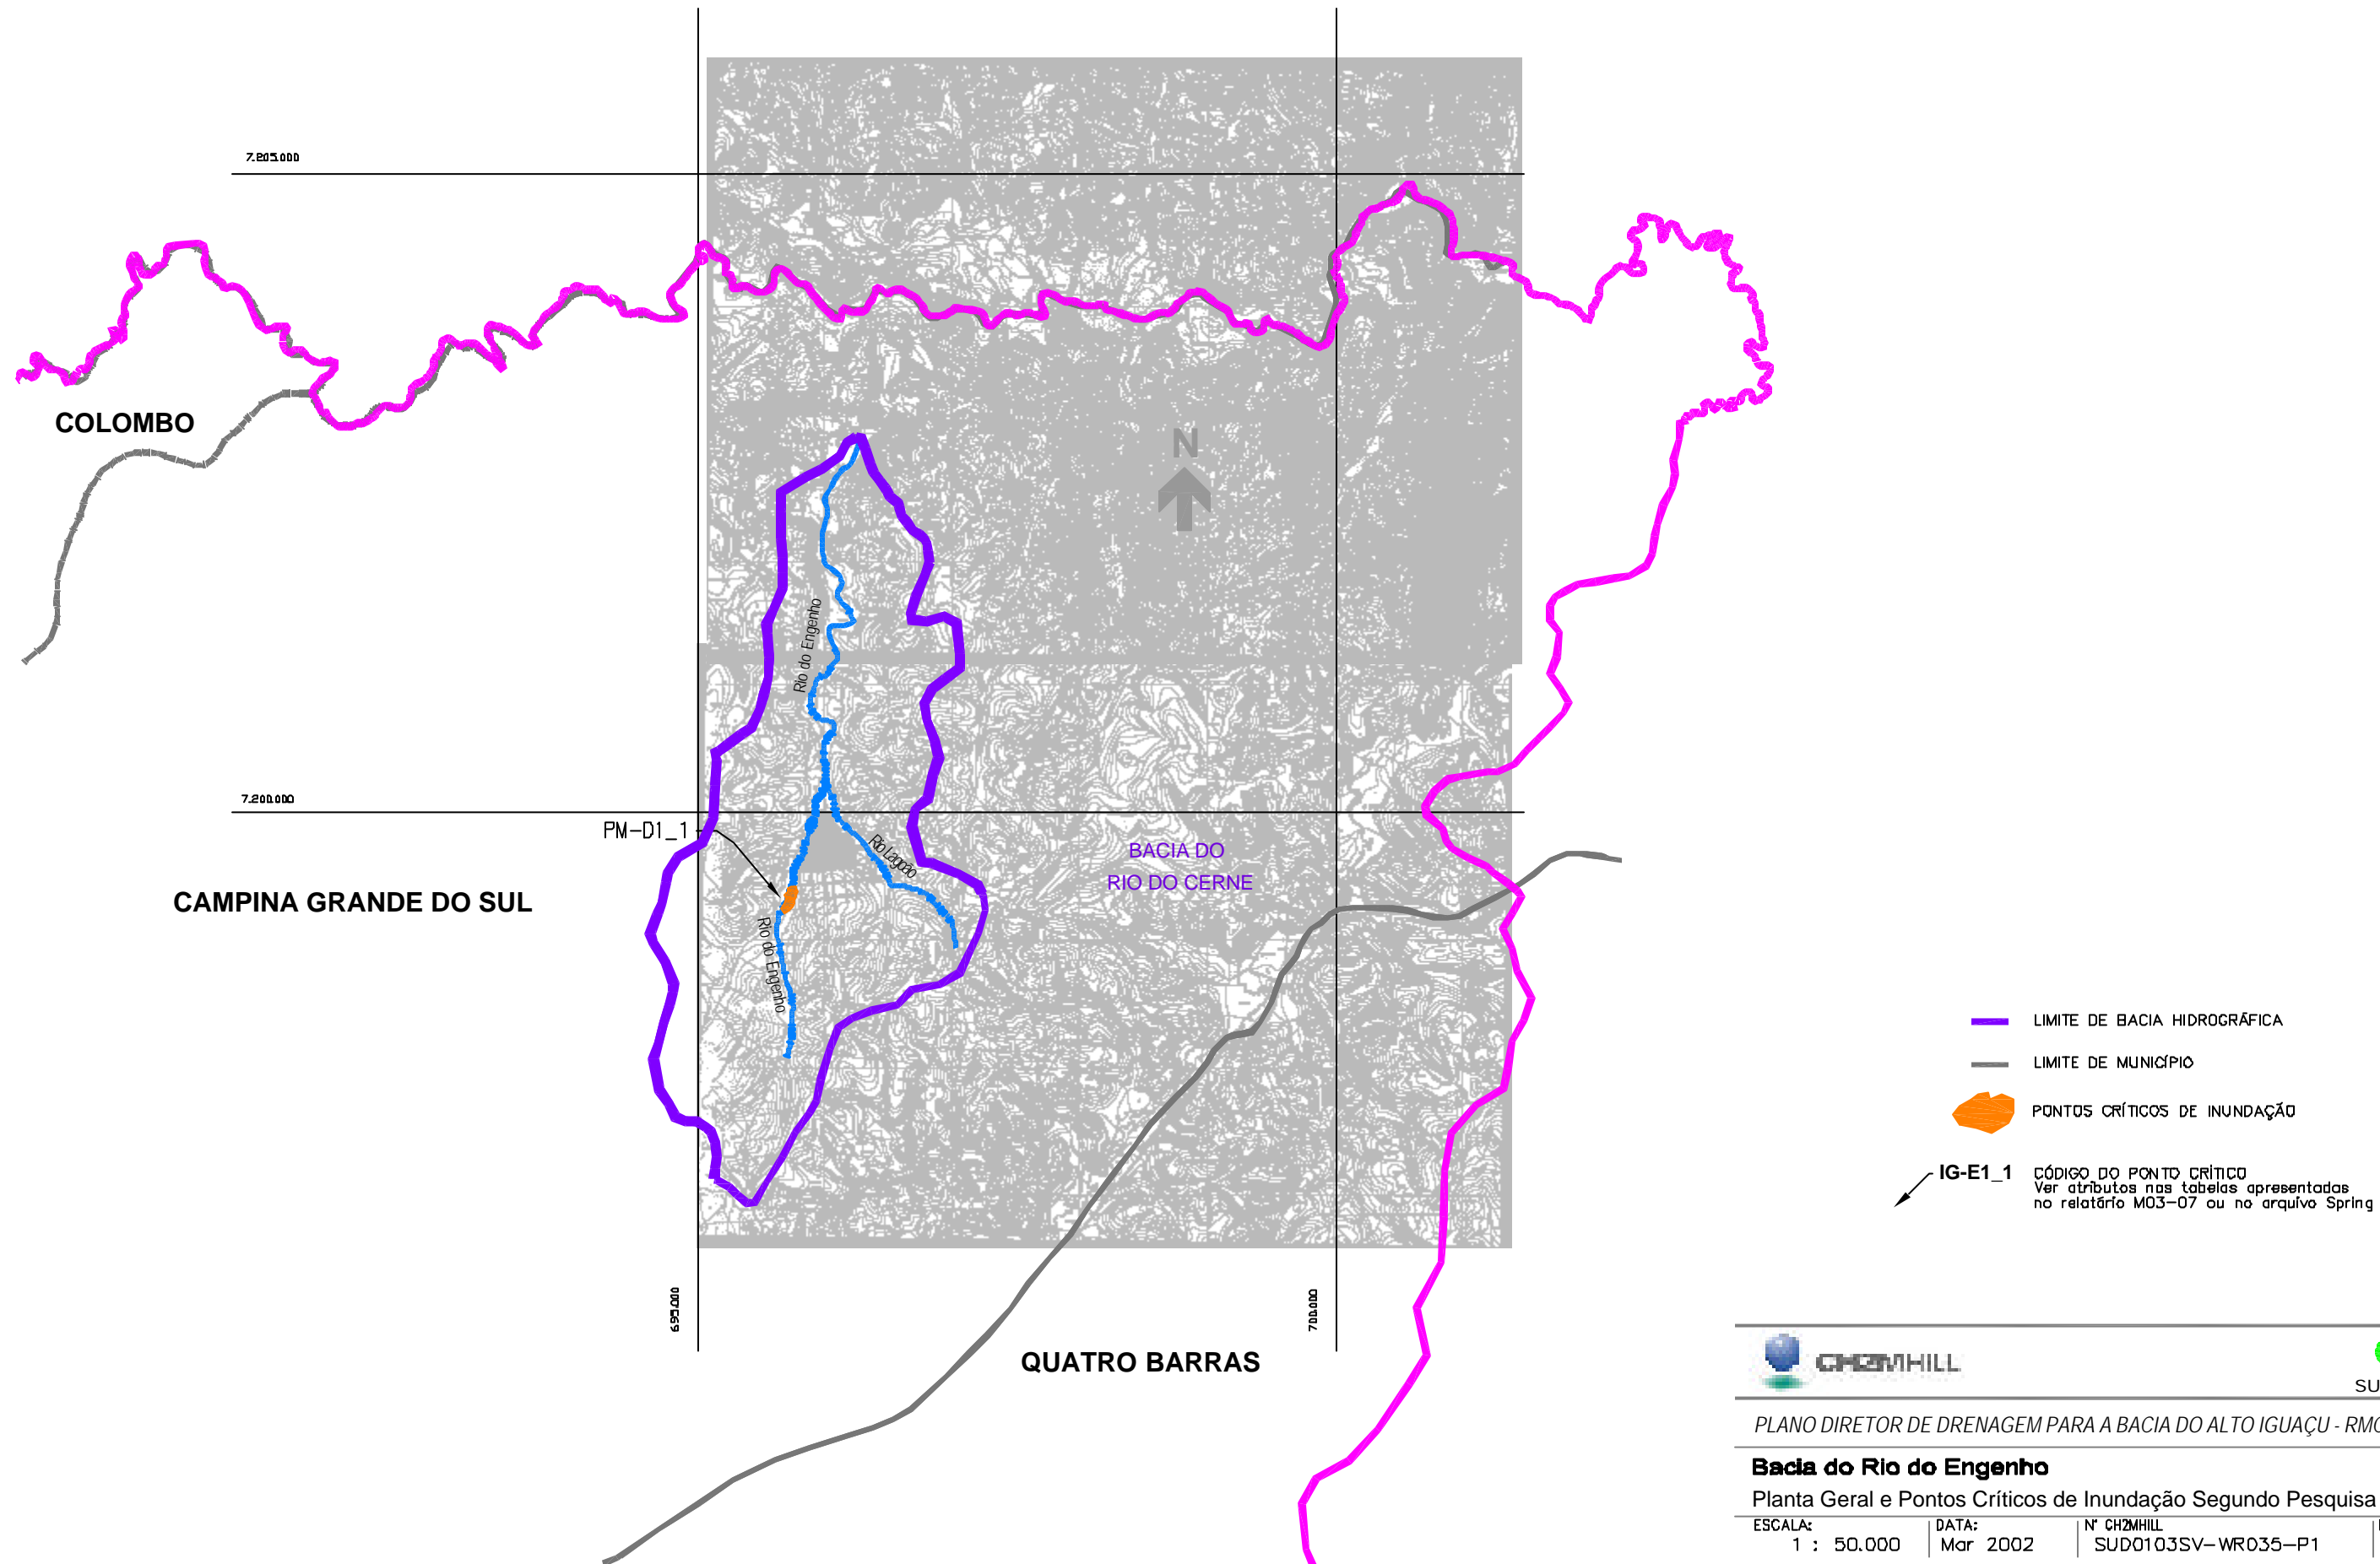 7.205.000
COLOMBO
N
Rio do Engenho
7.200.000
PM-D1_1
Rio Lagoão
BACIA DO
RIO DO CERNE
CAMPINA GRANDE DO SUL
Rio do Engenho
LIMITE DE BACIA HIDROGRÁFICA
LIMITE DE MUNICÍPIO
PONTOS CRÍTICOS DE INUNDAÇÃO
IG-E1_1
CÓDIGO DO PONTO CRÍTICO
Ver atributos nas tabelas apresentadas
no relatório M03-07 ou no arquivo Spring
695.000
700.000
QUATRO BARRAS
CH2MHILL
SU
PLANO DIRETOR DE DRENAGEM PARA A BACIA DO ALTO IGUAÇU - RMC
Bacia do Rio do Engenho
Planta Geral e Pontos Críticos de Inundação Segundo Pesquisa
ESCALA: DATA: N° CH2MHILL
1 : 50.000 Mar 2002 SUD0103SV-WR035-P1